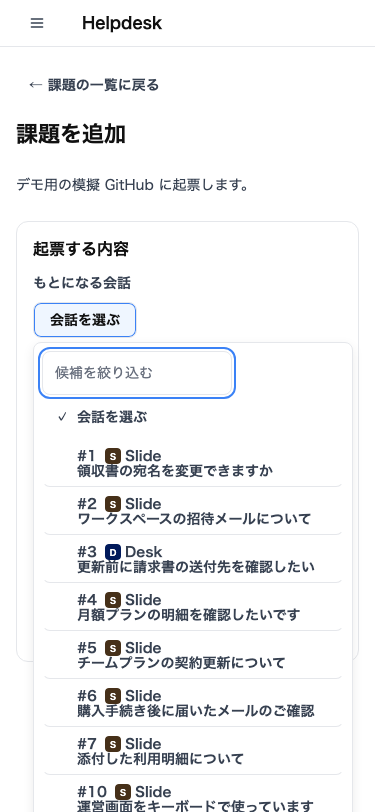 Helpdesk
← 課題の一覧に戻る
課題を追加
デモ用の模擬 GitHub に起票します。
起票する内容
もとになる会話
会話を選ぶ
候補を絞り込む
✓ 会話を選ぶ
#1 S Slide
領収書の宛名を変更できますか
#2 S Slide
ワークスペースの招待メールについて
#3 D Desk
更新前に請求書の送付先を確認したい
#4 S Slide
月額プランの明細を確認したいです
#5 S Slide
チームプランの契約更新について
#6 S Slide
購入手続き後に届いたメールのご確認
#7 S Slide
添付した利用明細について
#10 S Slide
運営画面をキーボードで使っています